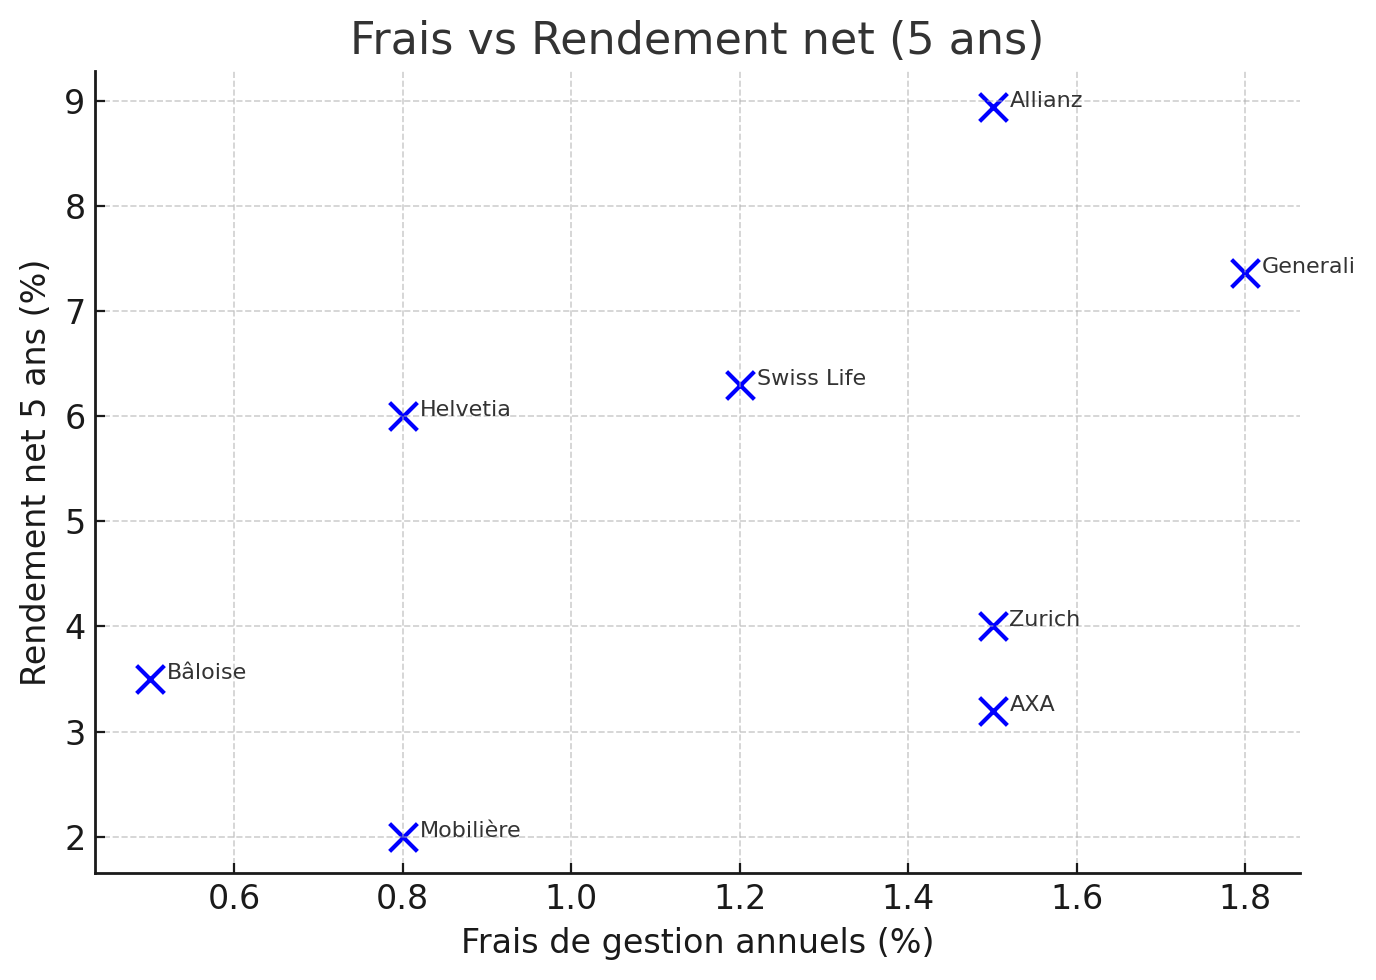 Frais vs Rendement net (5 ans)
Rendement net 5 ans (%)
9
8
7
6
5
4
3
2
Allianz
Generali
Swiss Life
Helvetia
Zurich
Bâloise
AXA
Mobilière
0.6 0.8 1.0 1.2 1.4 1.6 1.8
Frais de gestion annuels (%)